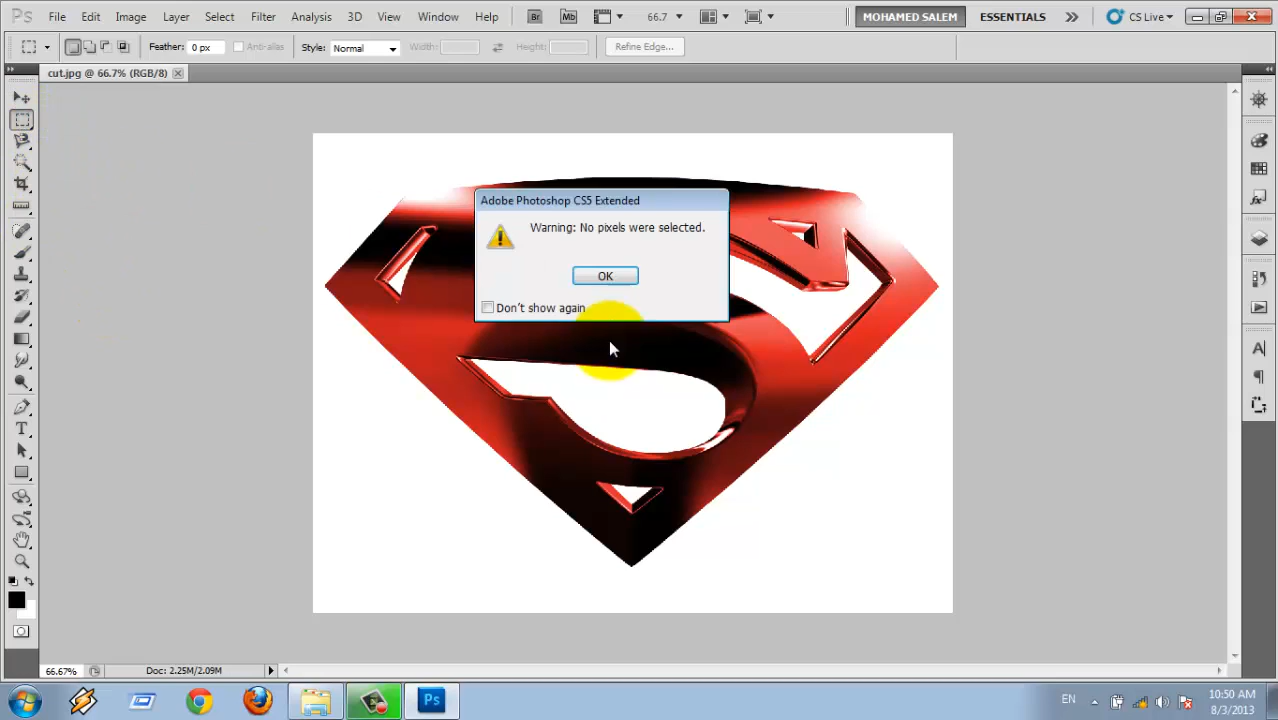 Ps File Edit Image Layer Select Filter Analysis 3D View Window Help Br Mb 66.7 MOHAMED SALEM ESSENTIALS CS Live
Feather: 0 px Anti-alias Style: Normal Width: Height: Refine Edge...
cut.jpg @ 66.7% (RGB/8)
Adobe Photoshop CS5 Extended
Warning: No pixels were selected.
OK
Don't show again
66.67% Doc: 2.25M/2.09M
Ps EN 10:50 AM
8/3/2013